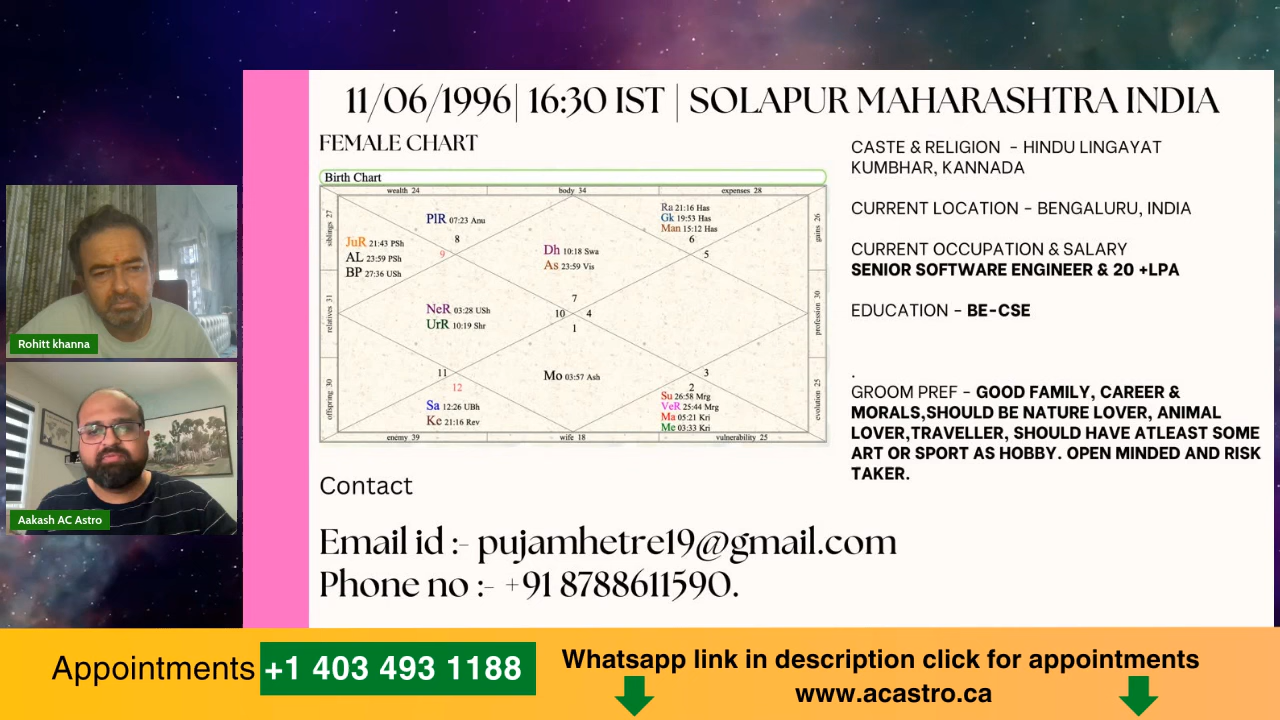 11/06/1996| 16:30 IST | SOLAPUR MAHARASHTRA INDIA
FEMALE CHART
Birth Chart
wealth 24
body 34
expenses 28
siblings 27
relatives 31
offspring 30
gains 26
profession 30
evolution 25
enemy 39
wife 18
vulnerability 25
PlR 07:23 Anu
8
JuR 21:43 PSh
AL 23:59 PSh
BP 27:36 USh
9
Dh 10:18 Swa
As 23:59 Vis
Ra 21:16 Has
Gk 19:53 Has
Man 15:12 Has
6
5
NeR 03:28 USh
UrR 10:19 Shr
7
10 4
1
11
12
Mo 03:57 Ash
3
2
Sa 12:26 UBh
Ke 21:16 Rev
Su 26:58 Mrg
VeR 25:44 Mrg
Ma 05:21 Kri
Me 03:33 Kri
CASTE & RELIGION - HINDU LINGAYAT
KUMBHAR, KANNADA
CURRENT LOCATION - BENGALURU, INDIA
CURRENT OCCUPATION & SALARY
SENIOR SOFTWARE ENGINEER & 20 +LPA
EDUCATION - BE-CSE
.
GROOM PREF - GOOD FAMILY, CAREER &
MORALS,SHOULD BE NATURE LOVER, ANIMAL
LOVER,TRAVELLER, SHOULD HAVE ATLEAST SOME
ART OR SPORT AS HOBBY. OPEN MINDED AND RISK
TAKER.
Contact
Email id :- pujamhetre19@gmail.com
Phone no :- +91 8788611590.
Rohitt khanna
Aakash AC Astro
Appointments +1 403 493 1188
Whatsapp link in description click for appointments
www.acastro.ca